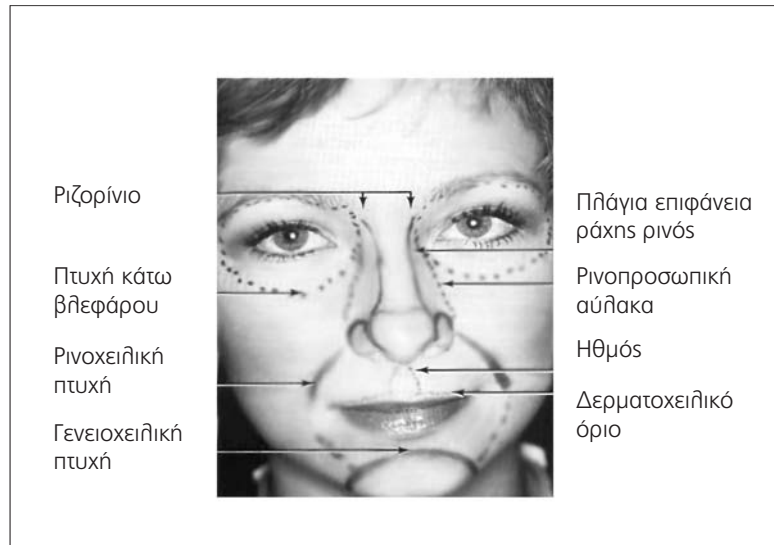 Ριζορίνιο
Πτυχή κάτω
βλεφάρου
Ρινοχειλική
πτυχή
Γενειοχειλική
πτυχή
Πλάγια επιφάνεια
ράχης ρινός
Ρινοπροσωπική
αύλακα
Ηθμός
Δερματοχειλικό
όριο